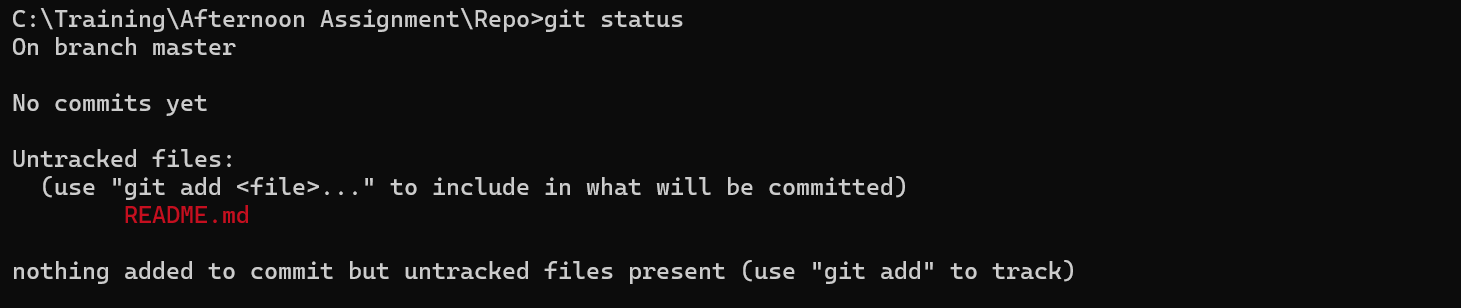 C:\Training\Afternoon Assignment\Repo>git status
On branch master
No commits yet
Untracked files:
(use "git add <file>..." to include in what will be committed)
README.md
nothing added to commit but untracked files present (use "git add" to track)